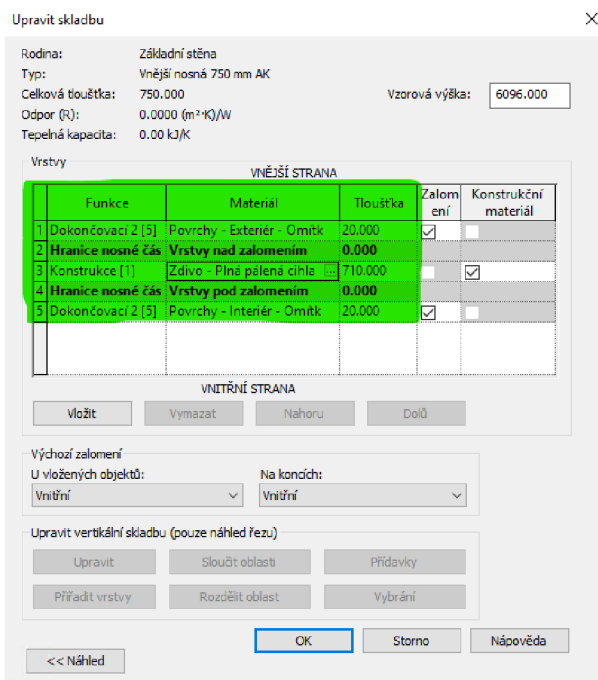 Upravit skladbu
Rodina: Základní stěna
Typ: Vnější nosná 750 mm AK
Celková tloušťka: 750.000 Vzorová výška: 6096.000
Odpor (R): 0.0000 (m²·K)/W
Tepelná kapacita: 0.00 kJ/K
Vrstvy
VNĚJŠÍ STRANA
Funkce Materiál Tloušťka Zalom ení Konstrukční materiál
1 Dokončovací 2 [5] Povrchy - Exteriér - Omítk 20.000
2 Hranice nosné čás Vrstvy nad zalomením 0.000
3 Konstrukce [1] Zdivo - Plná pálená cihla ... 710.000
4 Hranice nosné čás Vrstvy pod zalomením 0.000
5 Dokončovací 2 [5] Povrchy - Interiér - Omítk 20.000
VNITŘNÍ STRANA
Vložit Vymazat Nahoru Dolů
Výchozí zalomení
U vložených objektů: Na koncích:
Vnitřní Vnitřní
Upravit vertikální skladbu (pouze náhled řezu)
Upravit Sloučit oblasti Přídavky
Přiřadit vrstvy Rozdělit oblast Vybrání
OK Storno Nápověda
<< Náhled